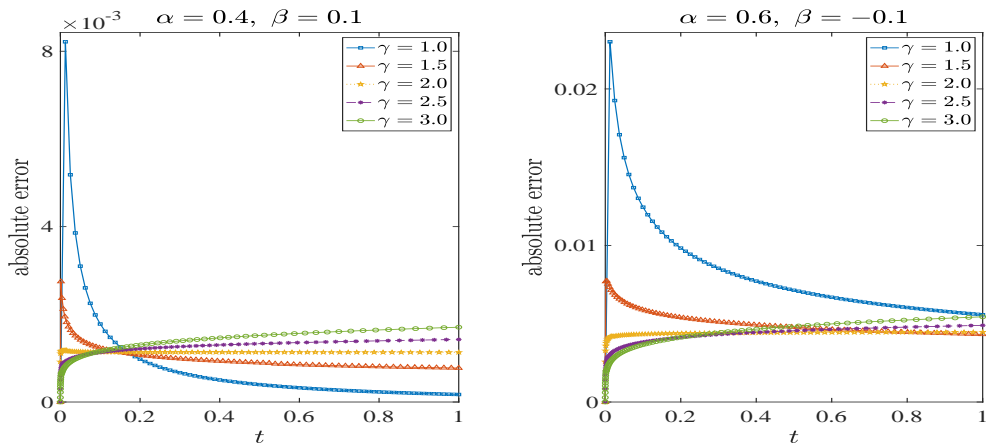 α = 0.4, β = 0.1
×10⁻³
8
4
0
absolute error
0 0.2 0.4 0.6 0.8 1
t
γ = 1.0
γ = 1.5
γ = 2.0
γ = 2.5
γ = 3.0
α = 0.6, β = −0.1
0.02
0.01
0.00
absolute error
0 0.2 0.4 0.6 0.8 1
t
γ = 1.0
γ = 1.5
γ = 2.0
γ = 2.5
γ = 3.0